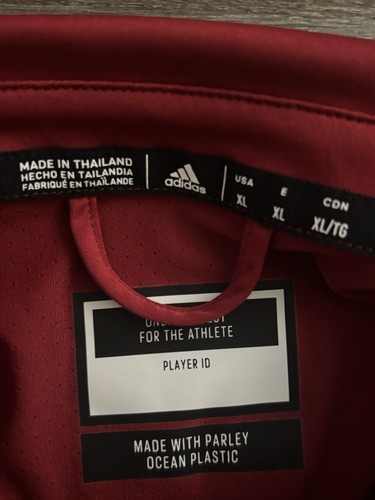 MADE IN THAILAND
HECHO EN TAILANDIA
FABRIQUÉ EN THAÏLANDE
adidas
USA E CDN
XL XL XL/TG
FOR THE ATHLETE
PLAYER ID
MADE WITH PARLEY
OCEAN PLASTIC